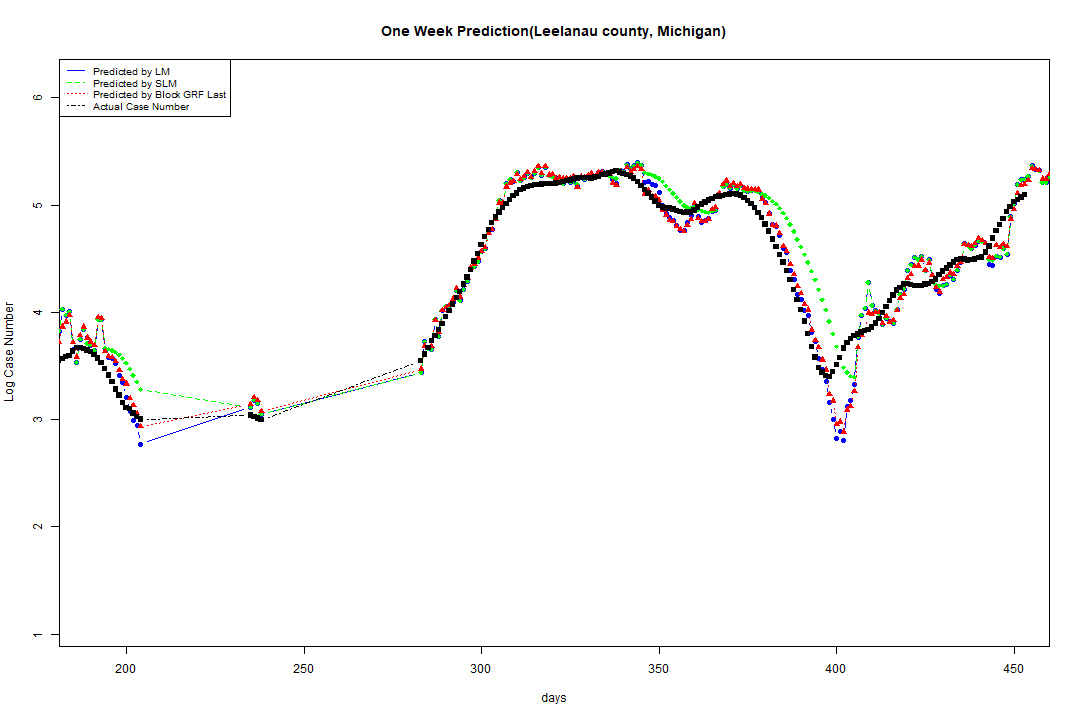 One Week Prediction(Leelanau county, Michigan)
Predicted by LM
Predicted by SLM
Predicted by Block GRF Last
Actual Case Number
6
5
4
3
2
1
Log Case Number
200 250 300 350 400 450
days